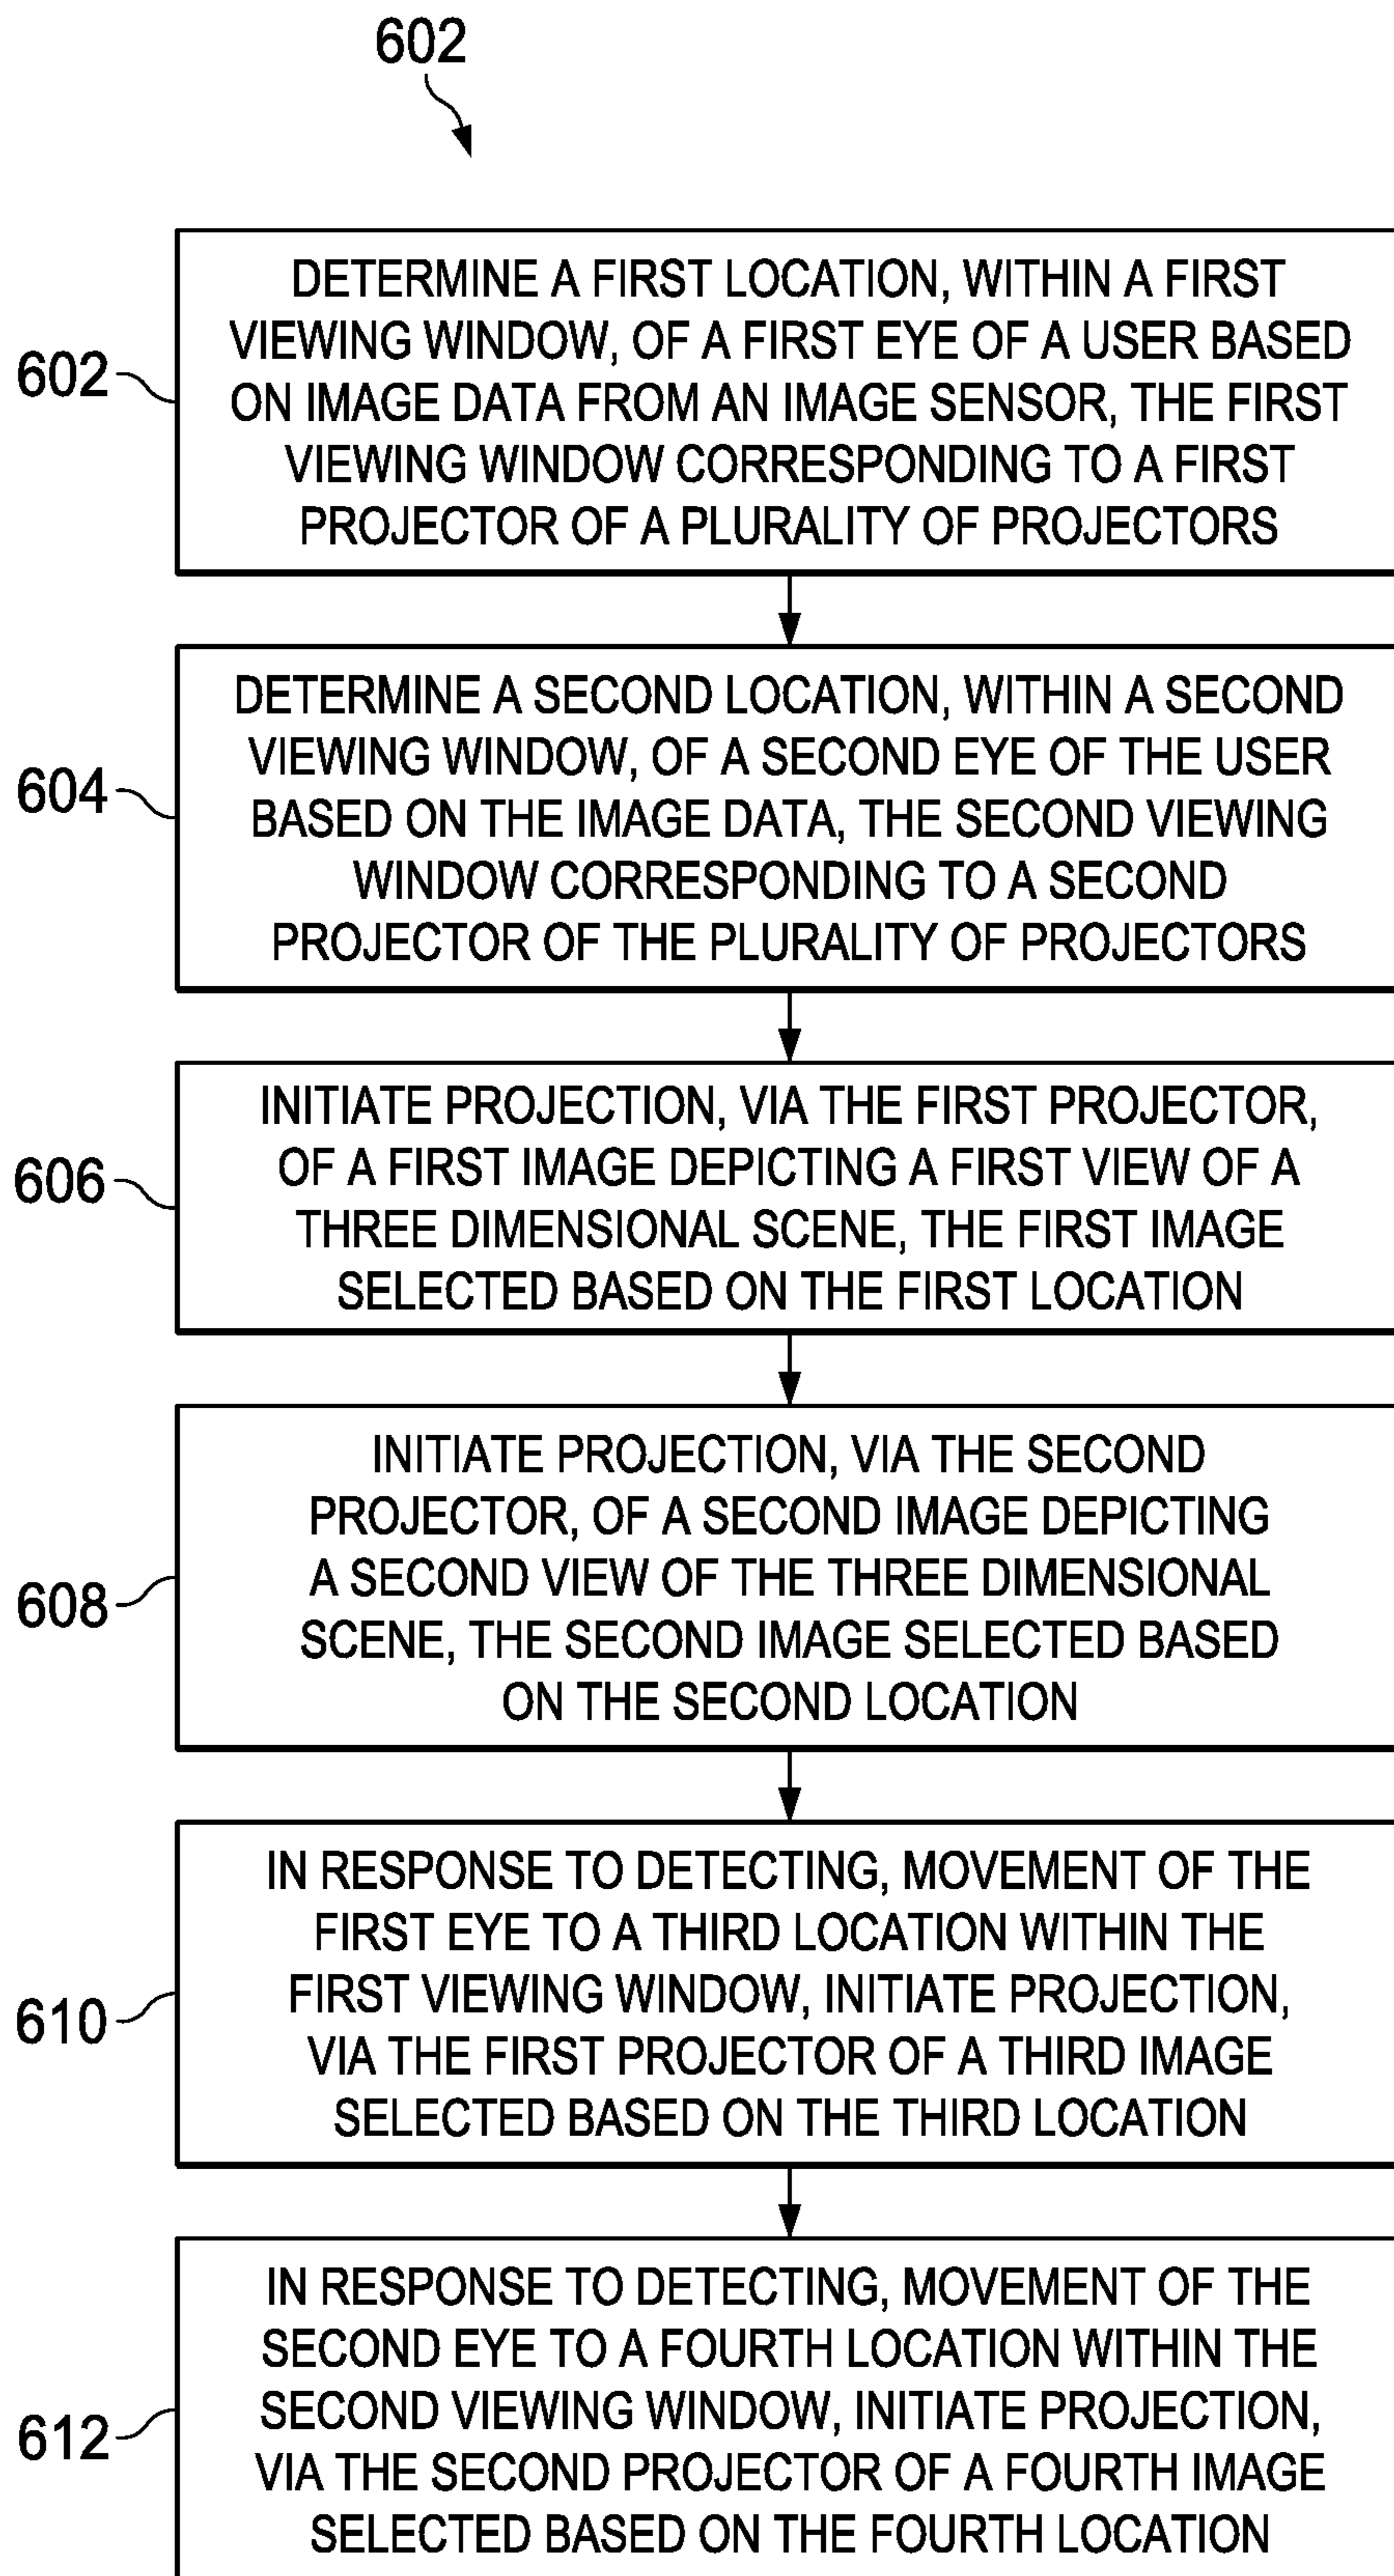 602
602
DETERMINE A FIRST LOCATION, WITHIN A FIRST
VIEWING WINDOW, OF A FIRST EYE OF A USER BASED
ON IMAGE DATA FROM AN IMAGE SENSOR, THE FIRST
VIEWING WINDOW CORRESPONDING TO A FIRST
PROJECTOR OF A PLURALITY OF PROJECTORS
604
DETERMINE A SECOND LOCATION, WITHIN A SECOND
VIEWING WINDOW, OF A SECOND EYE OF THE USER
BASED ON THE IMAGE DATA, THE SECOND VIEWING
WINDOW CORRESPONDING TO A SECOND
PROJECTOR OF THE PLURALITY OF PROJECTORS
606
INITIATE PROJECTION, VIA THE FIRST PROJECTOR,
OF A FIRST IMAGE DEPICTING A FIRST VIEW OF A
THREE DIMENSIONAL SCENE, THE FIRST IMAGE
SELECTED BASED ON THE FIRST LOCATION
608
INITIATE PROJECTION, VIA THE SECOND
PROJECTOR, OF A SECOND IMAGE DEPICTING
A SECOND VIEW OF THE THREE DIMENSIONAL
SCENE, THE SECOND IMAGE SELECTED BASED
ON THE SECOND LOCATION
610
IN RESPONSE TO DETECTING, MOVEMENT OF THE
FIRST EYE TO A THIRD LOCATION WITHIN THE
FIRST VIEWING WINDOW, INITIATE PROJECTION,
VIA THE FIRST PROJECTOR OF A THIRD IMAGE
SELECTED BASED ON THE THIRD LOCATION
612
IN RESPONSE TO DETECTING, MOVEMENT OF THE
SECOND EYE TO A FOURTH LOCATION WITHIN THE
SECOND VIEWING WINDOW, INITIATE PROJECTION,
VIA THE SECOND PROJECTOR OF A FOURTH IMAGE
SELECTED BASED ON THE FOURTH LOCATION